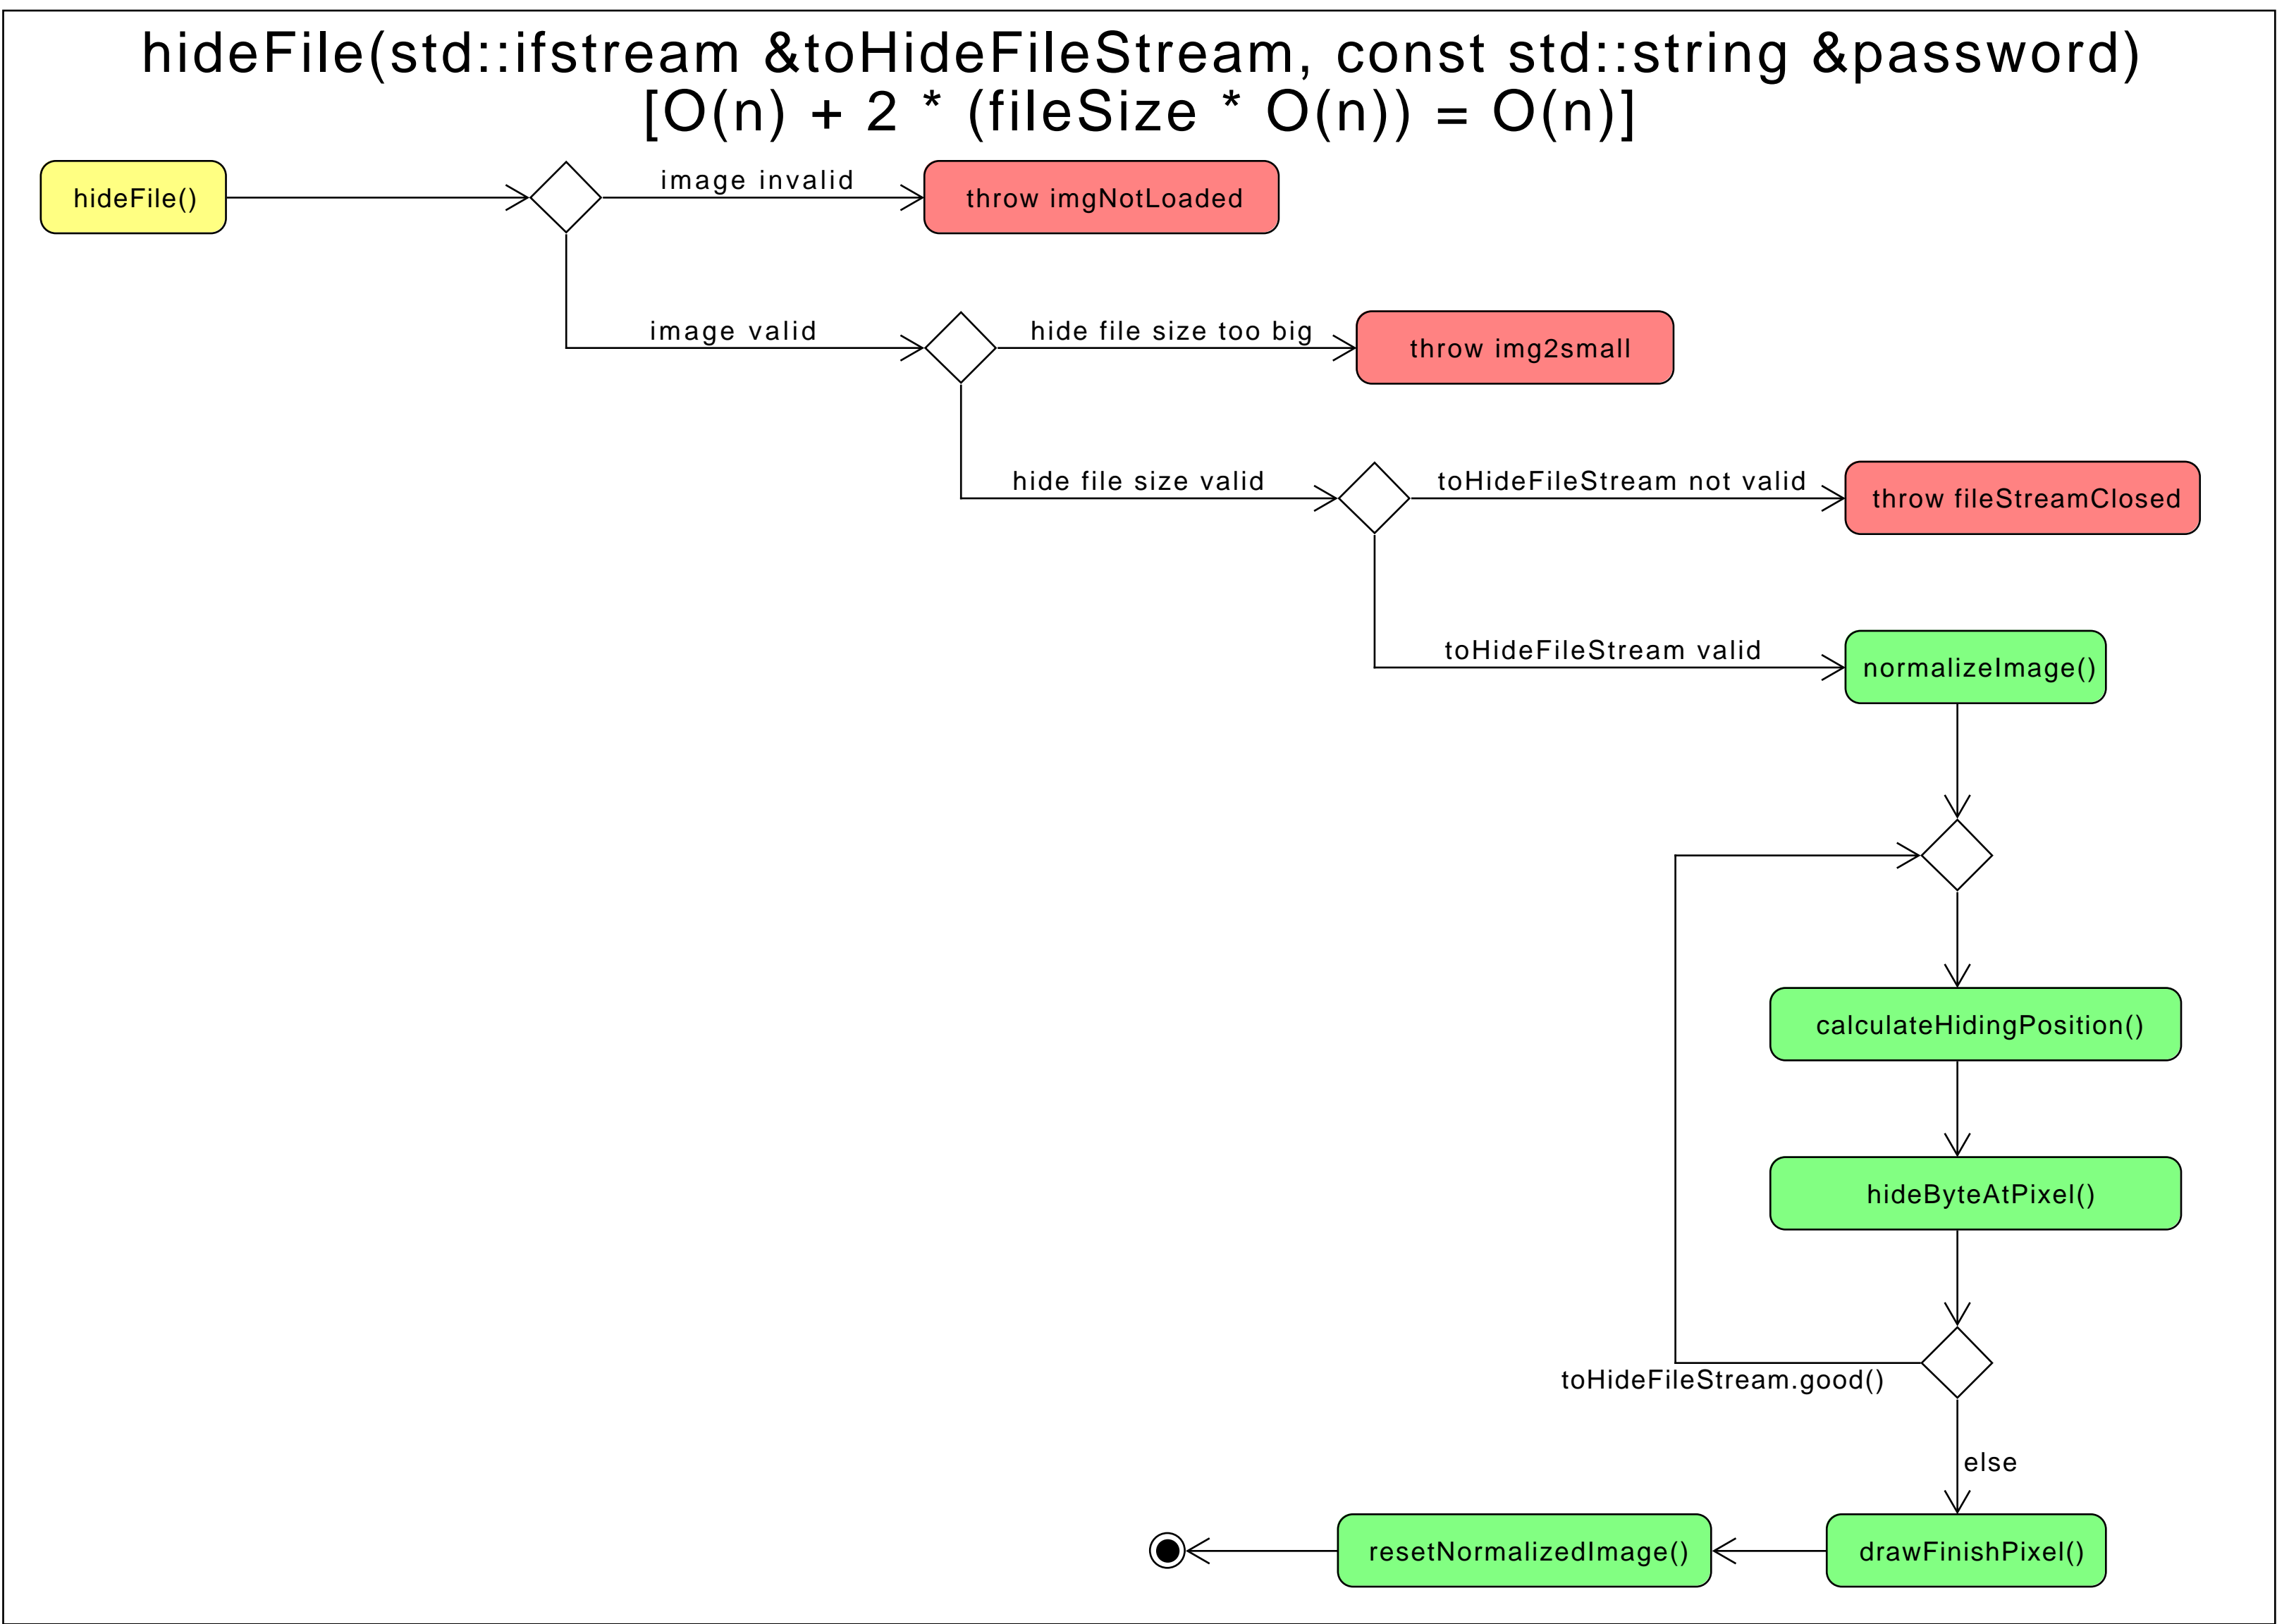 hideFile(std::ifstream &toHideFileStream, const std::string &password)
[O(n) + 2 * (fileSize * O(n)) = O(n)]
hideFile()
image invalid
throw imgNotLoaded
image valid
hide file size too big
throw img2small
hide file size valid
toHideFileStream not valid
throw fileStreamClosed
toHideFileStream valid
normalizeImage()
calculateHidingPosition()
hideByteAtPixel()
toHideFileStream.good()
else
resetNormalizedImage()
drawFinishPixel()